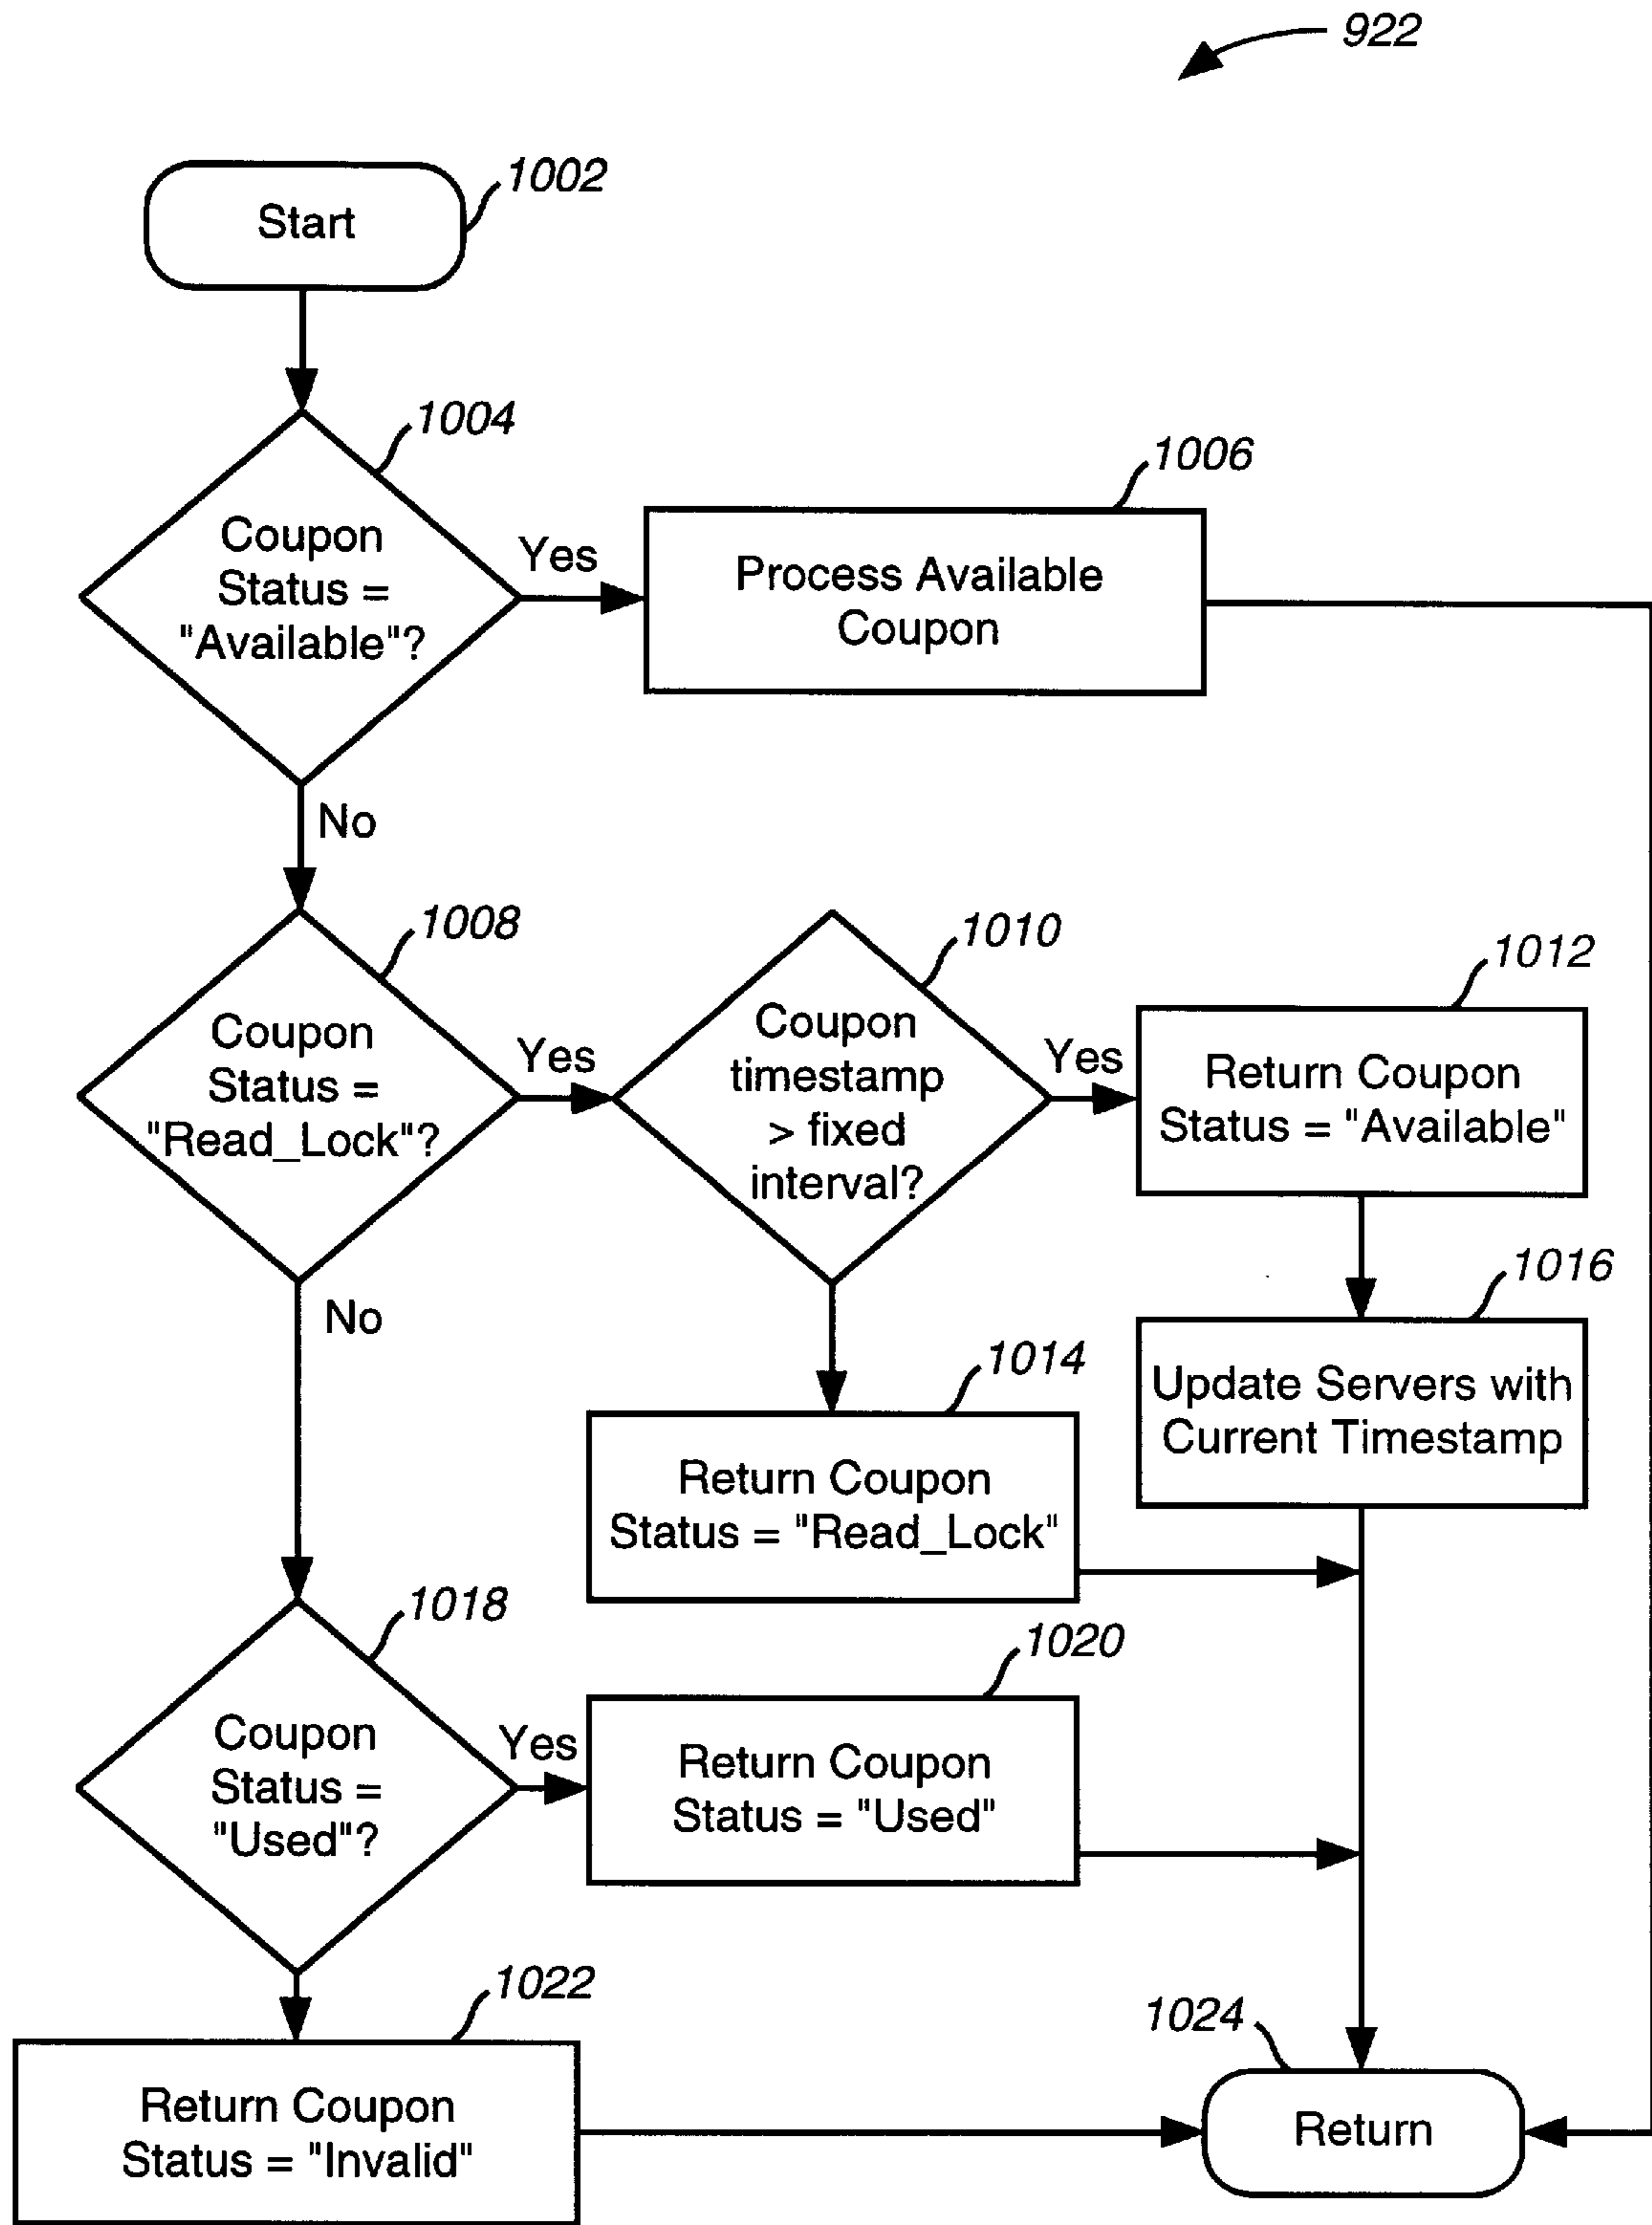 922
1002
Start
1004
Coupon
Status =
"Available"?
Yes
1006
Process Available
Coupon
No
1008
Coupon
Status =
"Read_Lock"?
Yes
1010
Coupon
timestamp
> fixed
interval?
Yes
1012
Return Coupon
Status = "Available"
1016
Update Servers with
Current Timestamp
No
1014
Return Coupon
Status = "Read_Lock"
1018
Coupon
Status =
"Used"?
Yes
1020
Return Coupon
Status = "Used"
1022
Return Coupon
Status = "Invalid"
1024
Return